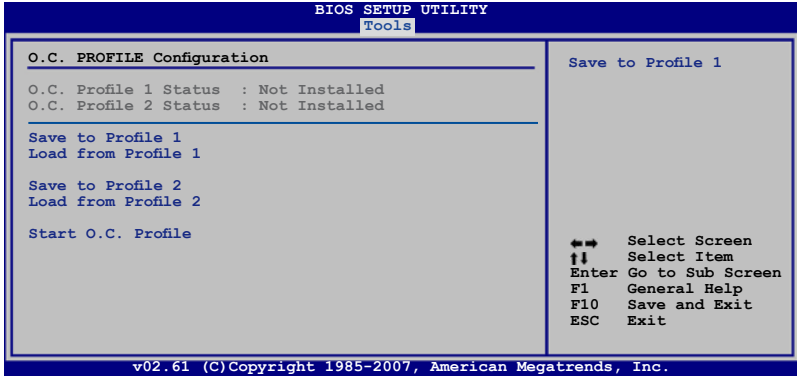 BIOS SETUP UTILITY
Tools
O.C. PROFILE Configuration
O.C. Profile 1 Status : Not Installed
O.C. Profile 2 Status : Not Installed
Save to Profile 1
Load from Profile 1
Save to Profile 2
Load from Profile 2
Start O.C. Profile
Save to Profile 1
Select Screen
Select Item
Enter Go to Sub Screen
F1 General Help
F10 Save and Exit
ESC Exit
v02.61 (C)Copyright 1985-2007, American Megatrends, Inc.